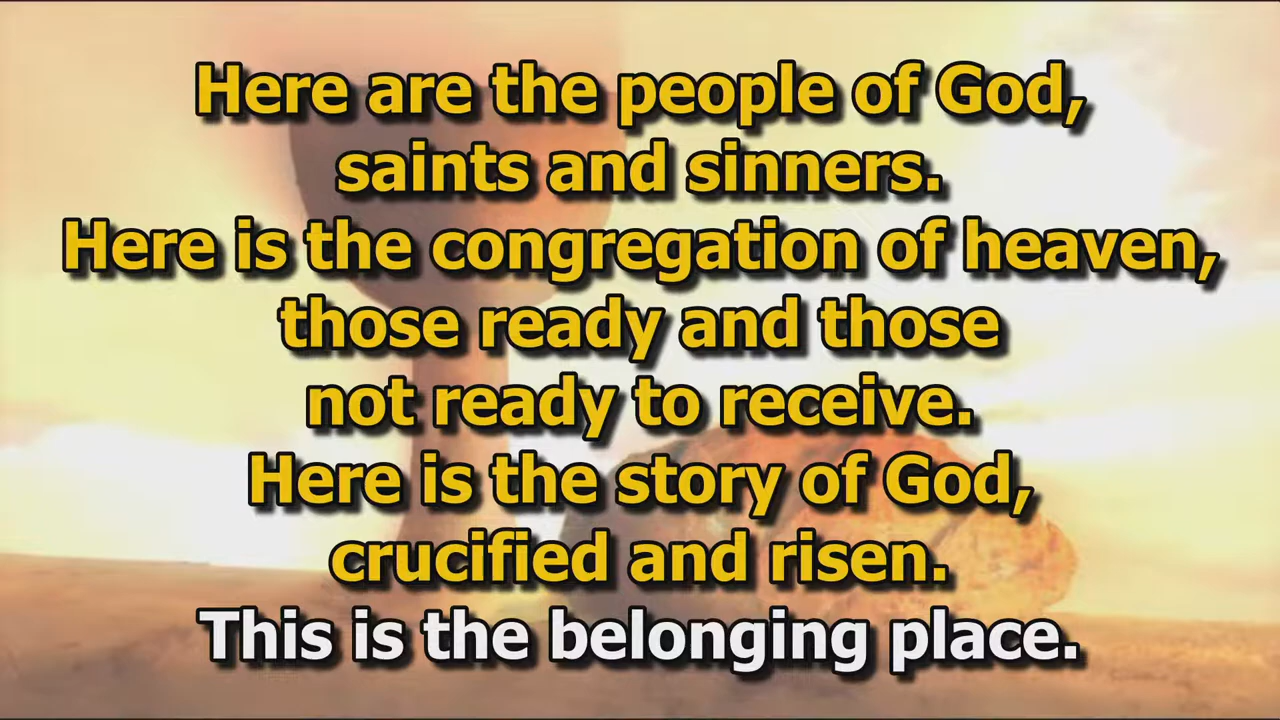 Here are the people of God,
saints and sinners.
Here is the congregation of heaven,
those ready and those
not ready to receive.
Here is the story of God,
crucified and risen.
This is the belonging place.